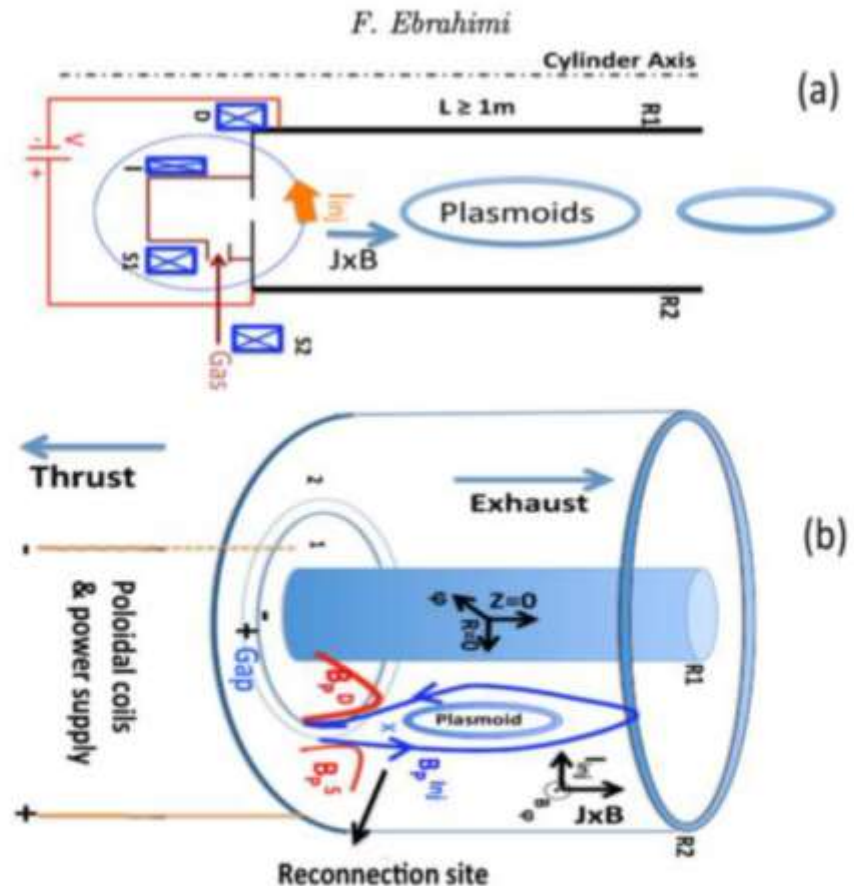 F. Ebrahimi
Cylinder Axis
(a)
L ≥ 1m
R1
D
V
-
+
I
I inj
Plasmoids
JxB
S1
R2
S2
Gas
Thrust
Exhaust
(b)
2
1
-
-
+ Gap
Poloidal coils
& power supply
Φ
Z=0
R=0
R1
B p D
Plasmoid
x
B p S
B p Inj
I inj
B φ
JxB
+
R2
Reconnection site